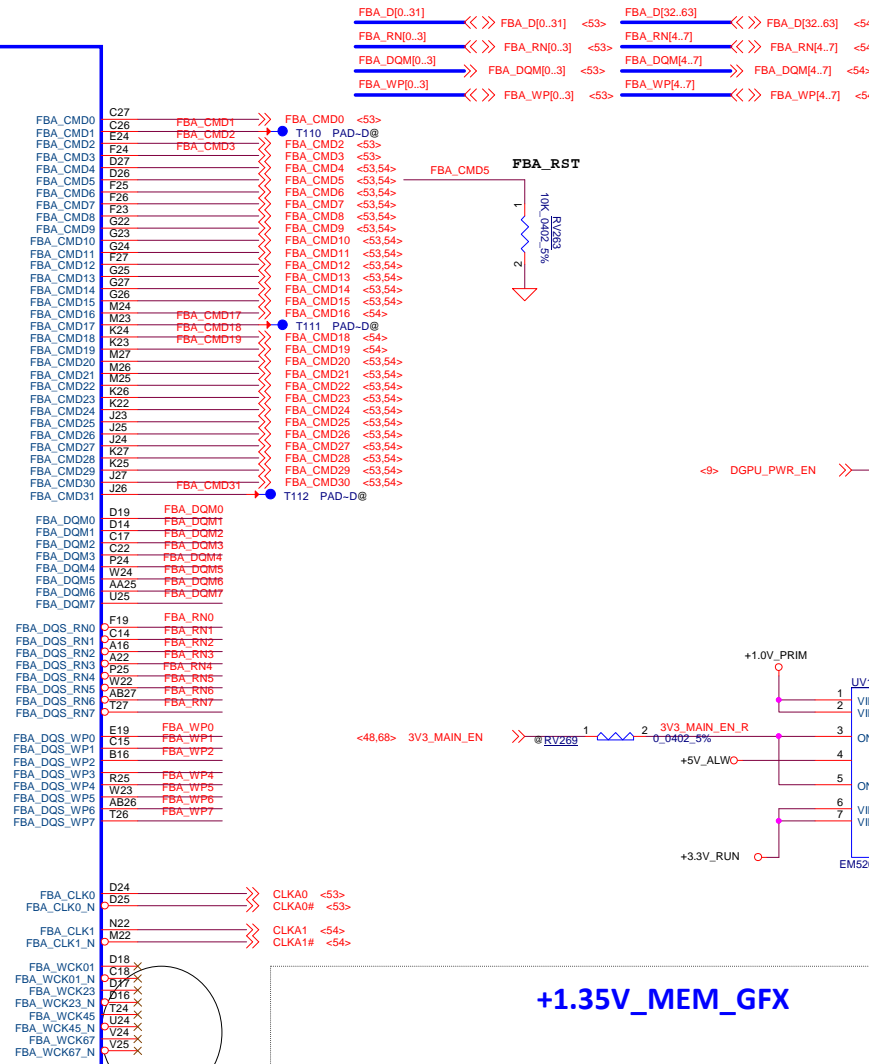 FBA_D[0..31] FBA_D[0..31] <53> FBA_D[32..63] FBA_D[32..63]
FBA_RN[0..3] FBA_RN[0..3] <53> FBA_RN[4..7] FBA_RN[4..7]
FBA_DQM[0..3] FBA_DQM[0..3] <53> FBA_DQM[4..7] FBA_DQM[4..7]
FBA_WP[0..3] FBA_WP[0..3] <53> FBA_WP[4..7] FBA_WP[4..7]
FBA_CMD0 C27 FBA_CMD0 <53>
FBA_CMD1 C26 FBA_CMD1 T110 PAD~D@
FBA_CMD2 E24 FBA_CMD2 FBA_CMD2 <53>
FBA_CMD3 F24 FBA_CMD3 FBA_CMD3 <53>
FBA_CMD4 D27 FBA_CMD4 <53,54>
FBA_CMD5 D26 FBA_CMD5 <53,54>
FBA_CMD6 F25 FBA_CMD6 <53,54>
FBA_CMD7 F26 FBA_CMD7 <53,54>
FBA_CMD8 F23 FBA_CMD8 <53,54>
FBA_CMD9 G22 FBA_CMD9 <53,54>
FBA_CMD10 G23 FBA_CMD10 <53,54>
FBA_CMD11 G24 FBA_CMD11 <53,54>
FBA_CMD12 F27 FBA_CMD12 <53,54>
FBA_CMD13 G25 FBA_CMD13 <53,54>
FBA_CMD14 G27 FBA_CMD14 <53,54>
FBA_CMD15 G26 FBA_CMD15 <53,54>
FBA_CMD16 M24 FBA_CMD16 <54>
FBA_CMD17 M23 FBA_CMD17 T111 PAD~D@
FBA_CMD18 K24 FBA_CMD18 FBA_CMD18 <54>
FBA_CMD19 K23 FBA_CMD19 FBA_CMD19 <54>
FBA_CMD20 M27 FBA_CMD20 <53,54>
FBA_CMD21 M26 FBA_CMD21 <53,54>
FBA_CMD22 M25 FBA_CMD22 <53,54>
FBA_CMD23 K26 FBA_CMD23 <53,54>
FBA_CMD24 K22 FBA_CMD24 <53,54>
FBA_CMD25 J23 FBA_CMD25 <53,54>
FBA_CMD26 J25 FBA_CMD26 <53,54>
FBA_CMD27 J24 FBA_CMD27 <53,54>
FBA_CMD28 K27 FBA_CMD28 <53,54>
FBA_CMD29 K25 FBA_CMD29 <53,54>
FBA_CMD30 J27 FBA_CMD30 <53,54>
FBA_CMD31 J26 FBA_CMD31 T112 PAD~D@
FBA_CMD5 FBA_RST
1
RV263
10K_0402_5%
2
<9> DGPU_PWR_EN
FBA_DQM0 D19 FBA_DQM0
FBA_DQM1 D14 FBA_DQM1
FBA_DQM2 C17 FBA_DQM2
FBA_DQM3 C22 FBA_DQM3
FBA_DQM4 P24 FBA_DQM4
FBA_DQM5 W24 FBA_DQM5
FBA_DQM6 AA25 FBA_DQM6
FBA_DQM7 U25 FBA_DQM7
FBA_DQS_RN0 F19 FBA_RN0
FBA_DQS_RN1 C14 FBA_RN1
FBA_DQS_RN2 A16 FBA_RN2
FBA_DQS_RN3 A22 FBA_RN3
FBA_DQS_RN4 P25 FBA_RN4
FBA_DQS_RN5 W22 FBA_RN5
FBA_DQS_RN6 AB27 FBA_RN6
FBA_DQS_RN7 T27 FBA_RN7
FBA_DQS_WP0 E19 FBA_WP0
FBA_DQS_WP1 C15 FBA_WP1
FBA_DQS_WP2 B16 FBA_WP2
FBA_DQS_WP3
FBA_DQS_WP4 R25 FBA_WP4
FBA_DQS_WP5 W23 FBA_WP5
FBA_DQS_WP6 AB26 FBA_WP6
FBA_DQS_WP7 T26 FBA_WP7
+1.0V_PRIM
<48,68> 3V3_MAIN_EN @RV269 1 2 3V3_MAIN_EN_R
0_0402_5%
+5V_ALW
+3.3V_RUN
1
2
3
4
5
6
7
FBA_CLK0 D24 CLKA0 <53>
FBA_CLK0_N D25 CLKA0# <53>
FBA_CLK1 N22 CLKA1 <54>
FBA_CLK1_N M22 CLKA1# <54>
FBA_WCK01 D18
FBA_WCK01_N C18
FBA_WCK23 D17
FBA_WCK23_N D16
FBA_WCK45 T24
FBA_WCK45_N U24
FBA_WCK67 V24
FBA_WCK67_N V25
+1.35V_MEM_GFX